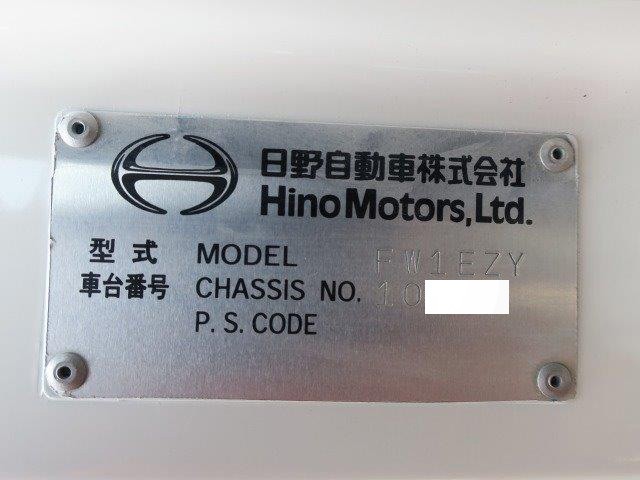 日野自動車株式会社
Hino Motors, Ltd.
型式 MODEL FW1EZY
車台番号 CHASSIS NO. 10
P. S. CODE